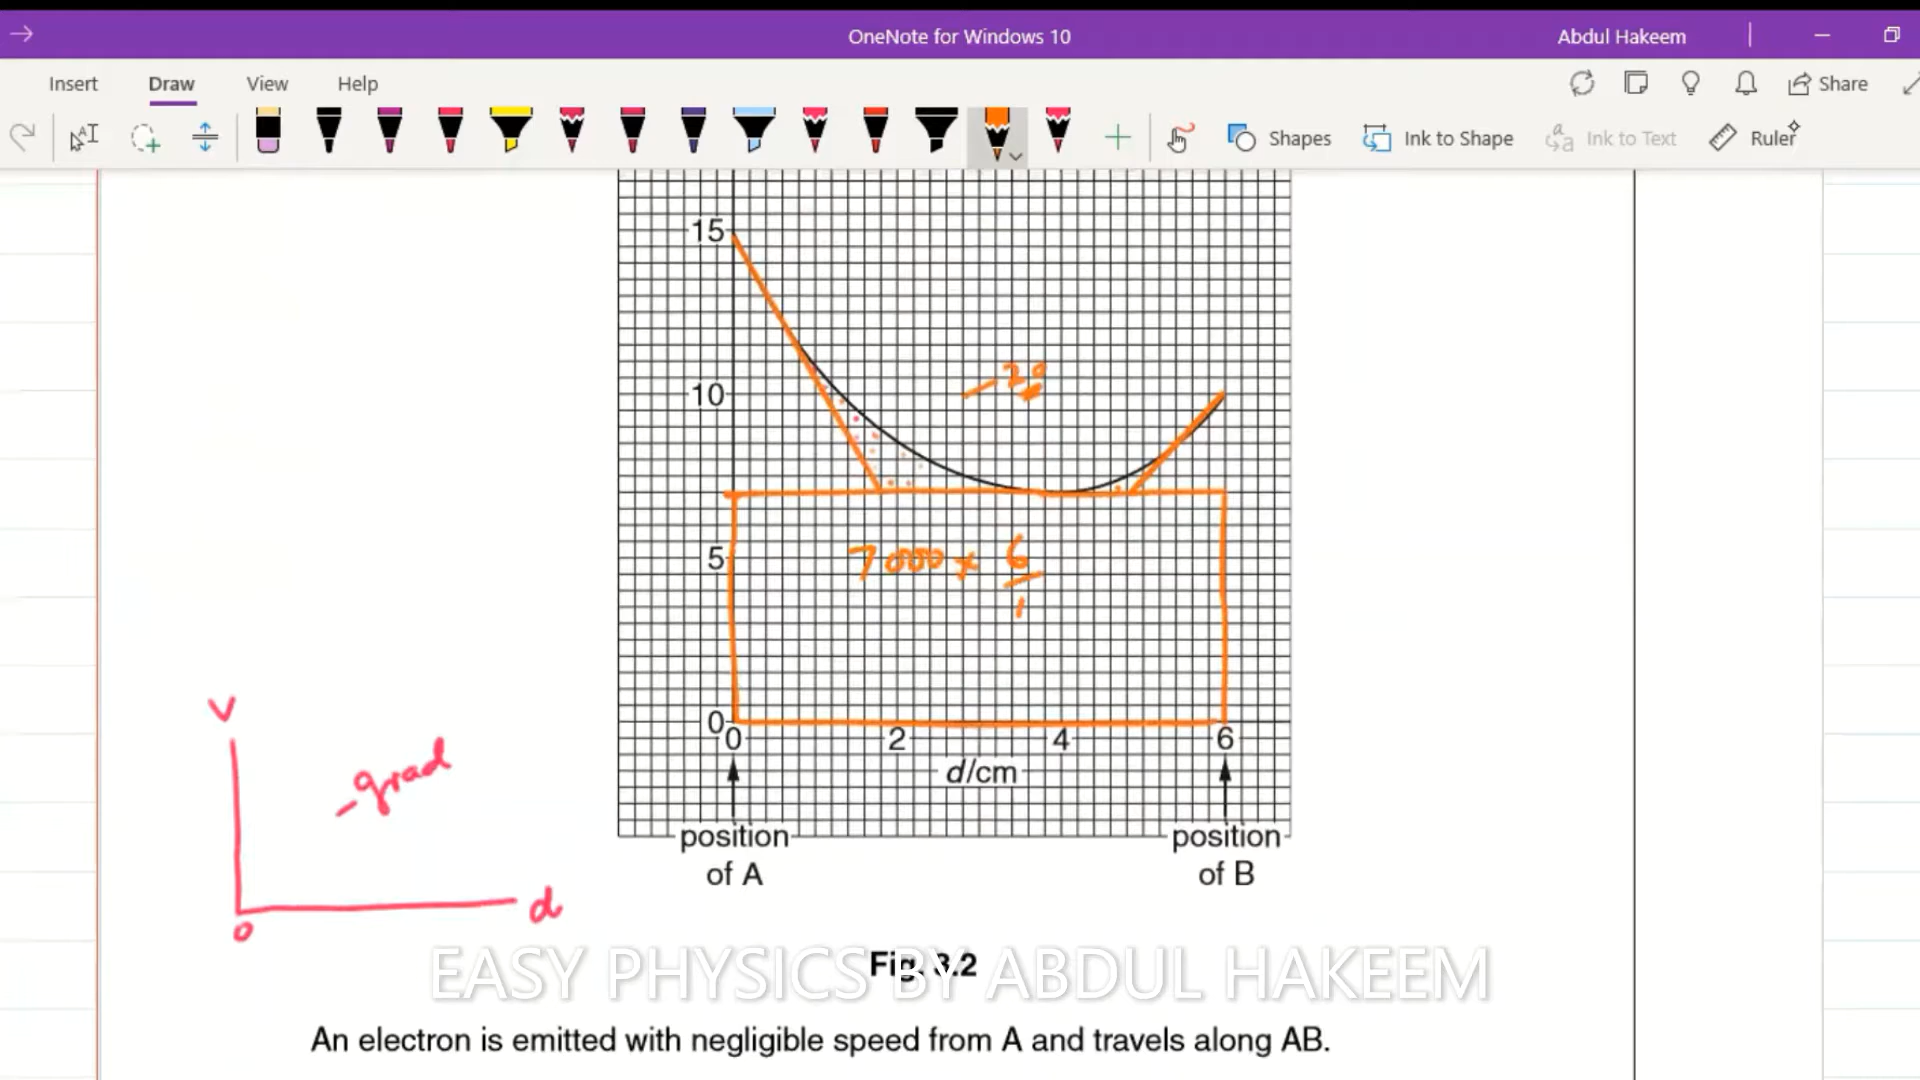 OneNote for Windows 10
Abdul Hakeem
Insert Draw View Help
Share
Shapes Ink to Shape Ink to Text Ruler
15
10
5
0
0 2 4 6
d/cm
position of A
position of B
7000 × 6/1
V
-grad
d
0
Fig. 3.2
EASY PHYSICS BY ABDUL HAKEEM
An electron is emitted with negligible speed from A and travels along AB.